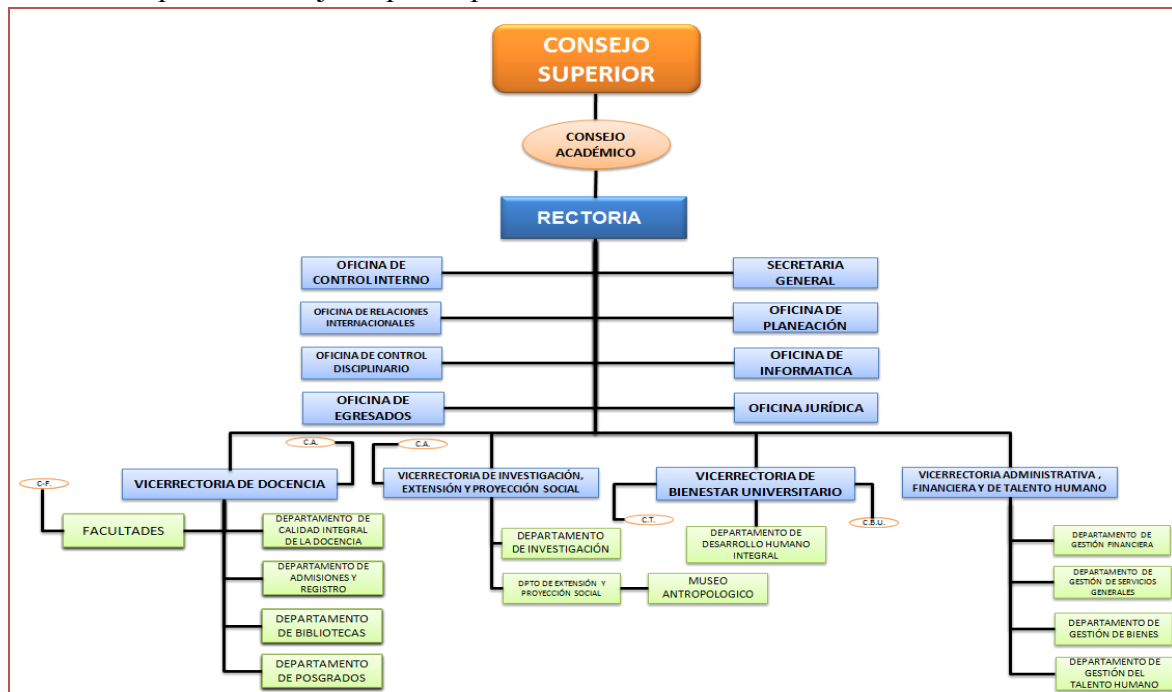 CONSEJO
SUPERIOR
CONSEJO
ACADÉMICO
RECTORIA
OFICINA DE
CONTROL INTERNO
SECRETARIA
GENERAL
OFICINA DE RELACIONES
INTERNACIONALES
OFICINA DE
PLANEACIÓN
OFICINA DE CONTROL
DISCIPLINARIO
OFICINA DE
INFORMATICA
OFICINA DE
EGRESADOS
OFICINA JURÍDICA
C.A.
C.A.
C-F.
VICERRECTORIA DE DOCENCIA
VICERRECTORIA DE INVESTIGACIÓN,
EXTENSIÓN Y PROYECCIÓN SOCIAL
VICERRECTORIA DE
BIENESTAR UNIVERSITARIO
VICERRECTORIA ADMINISTRATIVA ,
FINANCIERA Y DE TALENTO HUMANO
C.T.
C.B.U.
FACULTADES
DEPARTAMENTO DE
CALIDAD INTEGRAL
DE LA DOCENCIA
DEPARTAMENTO DE
ADMISIONES Y
REGISTRO
DEPARTAMENTO
DE BIBLIOTECAS
DEPARTAMENTO
DE POSGRADOS
DEPARTAMENTO
DE INVESTIGACIÓN
DPTO DE EXTENSIÓN Y
PROYECCIÓN SOCIAL
MUSEO
ANTROPOLOGICO
DEPARTAMENTO DE
DESARROLLO HUMANO
INTEGRAL
DEPARTAMENTO DE
GESTIÓN FINANCIERA
DEPARTAMENTO DE
GESTIÓN DE SERVICIOS
GENERALES
DEPARTAMENTO DE
GESTIÓN DE BIENES
DEPARTAMENTO DE
GESTIÓN DEL
TALENTO HUMANO